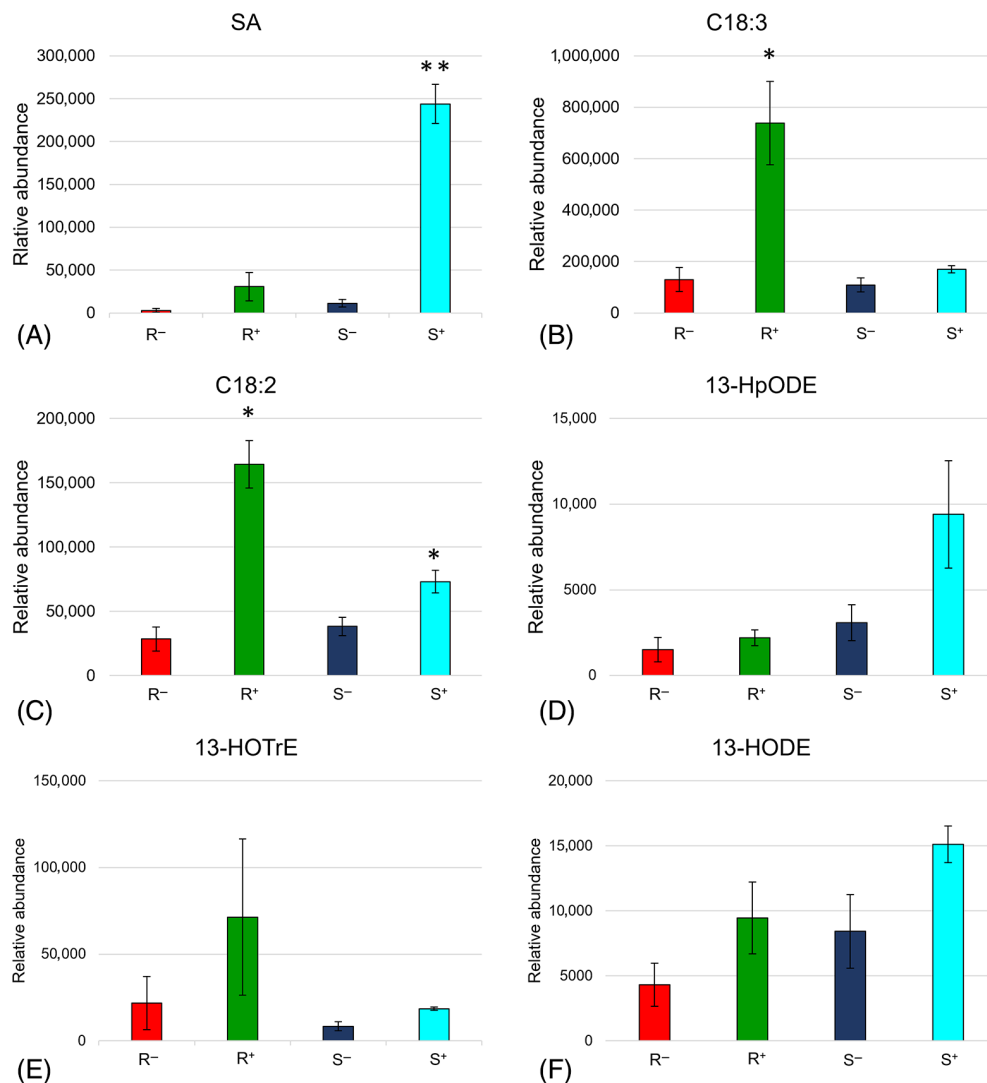 SA
300,000
250,000
200,000
150,000
100,000
50,000
0
Rlative abundance
**
R– R+ S– S+
(A)
C18:3
1,000,000
800,000
600,000
400,000
200,000
0
Relative abundance
*
R– R+ S– S+
(B)
C18:2
200,000
150,000
100,000
50,000
0
Relative abundance
*
*
R– R+ S– S+
(C)
13-HpODE
15,000
10,000
5000
0
Relative abundance
R– R+ S– S+
(D)
13-HOTrE
150,000
100,000
50,000
0
Relative abundance
R– R+ S– S+
(E)
13-HODE
20,000
15,000
10,000
5000
0
Relative abundance
R– R+ S– S+
(F)